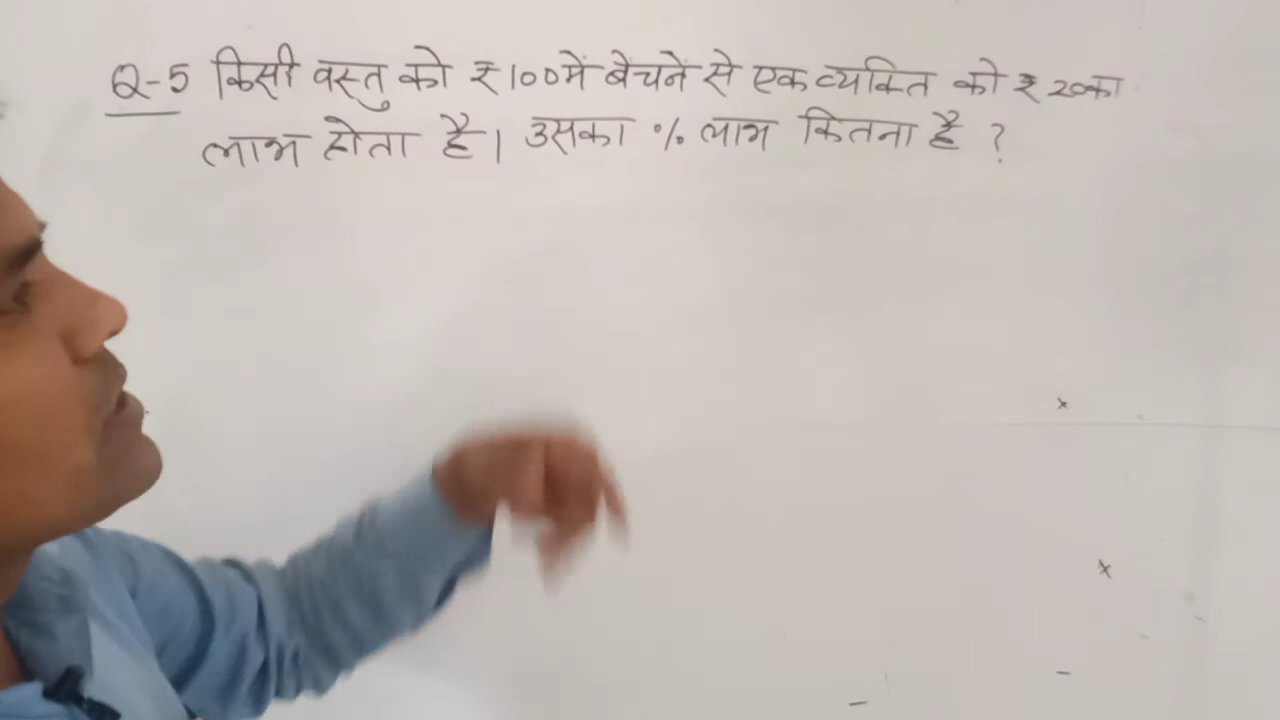 Q-5 किसी वस्तु को ₹100 में बेचने से एक व्यक्ति को ₹20 का
लाभ होता है। उसका % लाभ कितना है ?